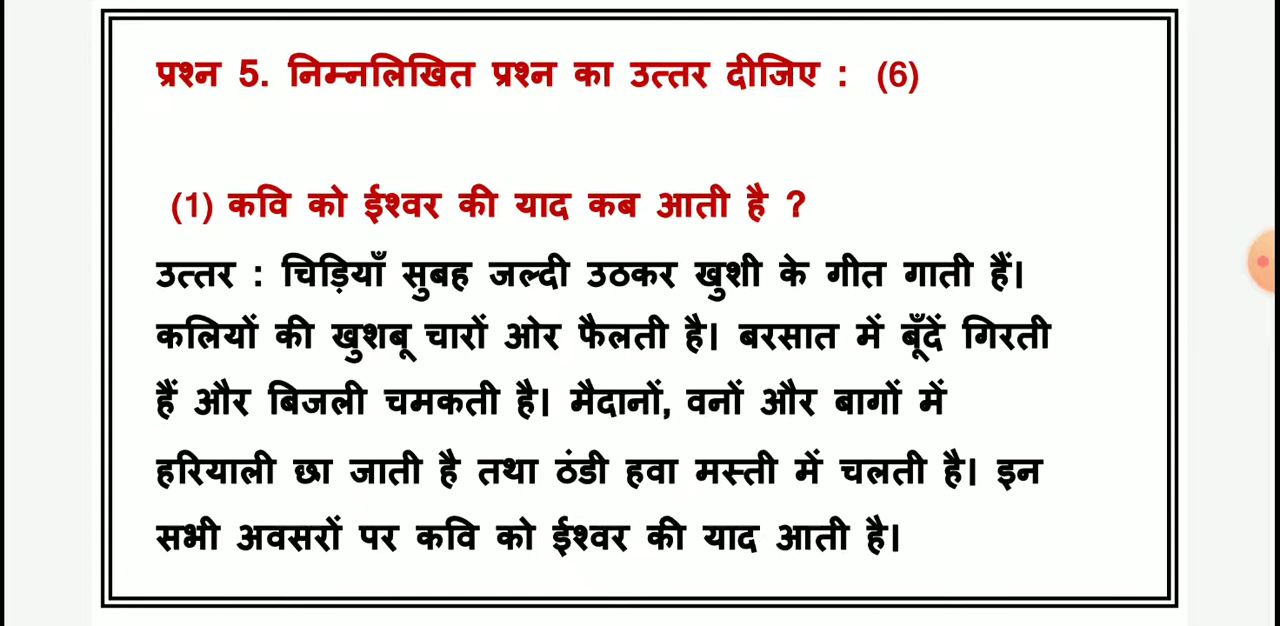 प्रश्न 5. निम्नलिखित प्रश्न का उत्तर दीजिए : (6)
(1) कवि को ईश्वर की याद कब आती है ?
उत्तर : चिड़ियाँ सुबह जल्दी उठकर खुशी के गीत गाती हैं।
कलियों की खुशबू चारों ओर फैलती है। बरसात में बूँदें गिरती
हैं और बिजली चमकती है। मैदानों, वनों और बागों में
हरियाली छा जाती है तथा ठंडी हवा मस्ती में चलती है। इन
सभी अवसरों पर कवि को ईश्वर की याद आती है।